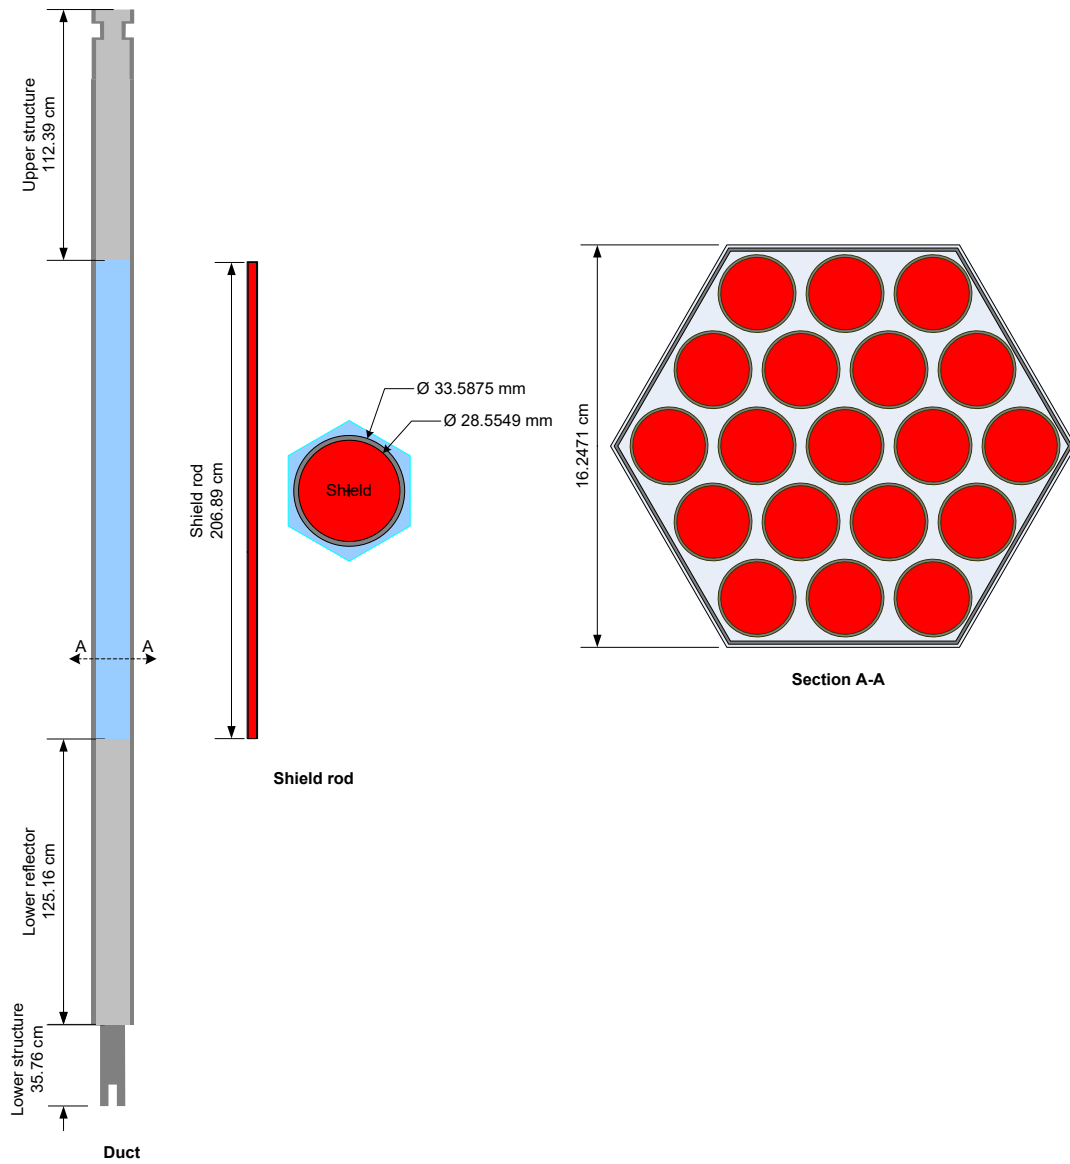 Upper structure
112.39 cm
Ø 33.5875 mm
Ø 28.5549 mm
Shield
Shield rod
206.89 cm
16.2471 cm
A
A
Section A-A
Shield rod
Lower reflector
125.16 cm
Lower structure
35.76 cm
Duct